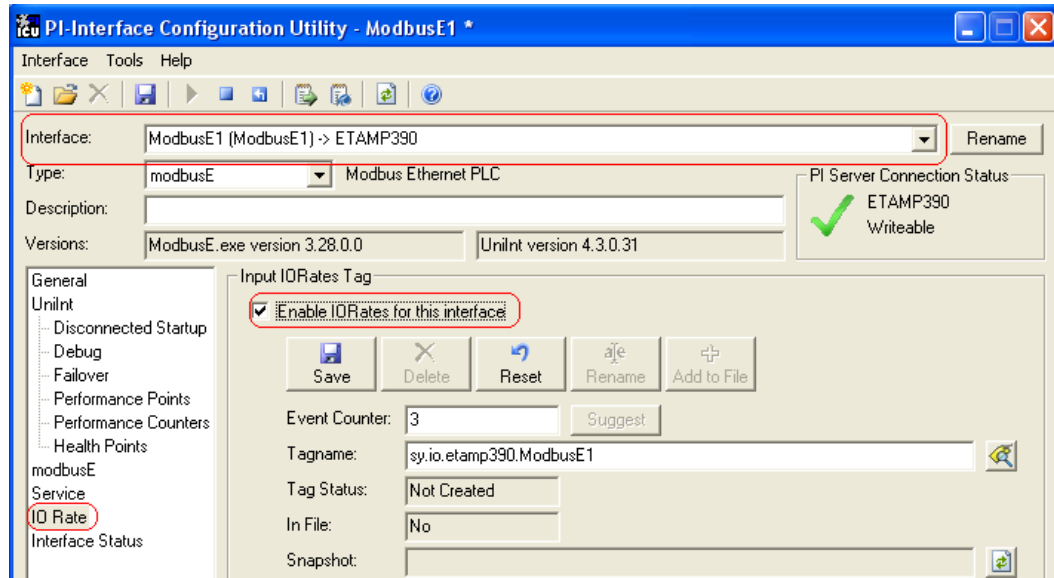 PI-Interface Configuration Utility - ModbusE1 *
Interface Tools Help
Interface: ModbusE1 (ModbusE1) -> ETAMP390 Rename
Type: modbusE Modbus Ethernet PLC
PI Server Connection Status
ETAMP390
Writeable
Description:
Versions: ModbusE.exe version 3.28.0.0 UniInt version 4.3.0.31
General
UniInt
Disconnected Startup
Debug
Failover
Performance Points
Performance Counters
Health Points
modbusE
Service
IO Rate
Interface Status
Input IORates Tag
Enable IORates for this interface
Save Delete Reset Rename Add to File
Event Counter: 3 Suggest
Tagname: sy.io.etamp390.ModbusE1
Tag Status: Not Created
In File: No
Snapshot: